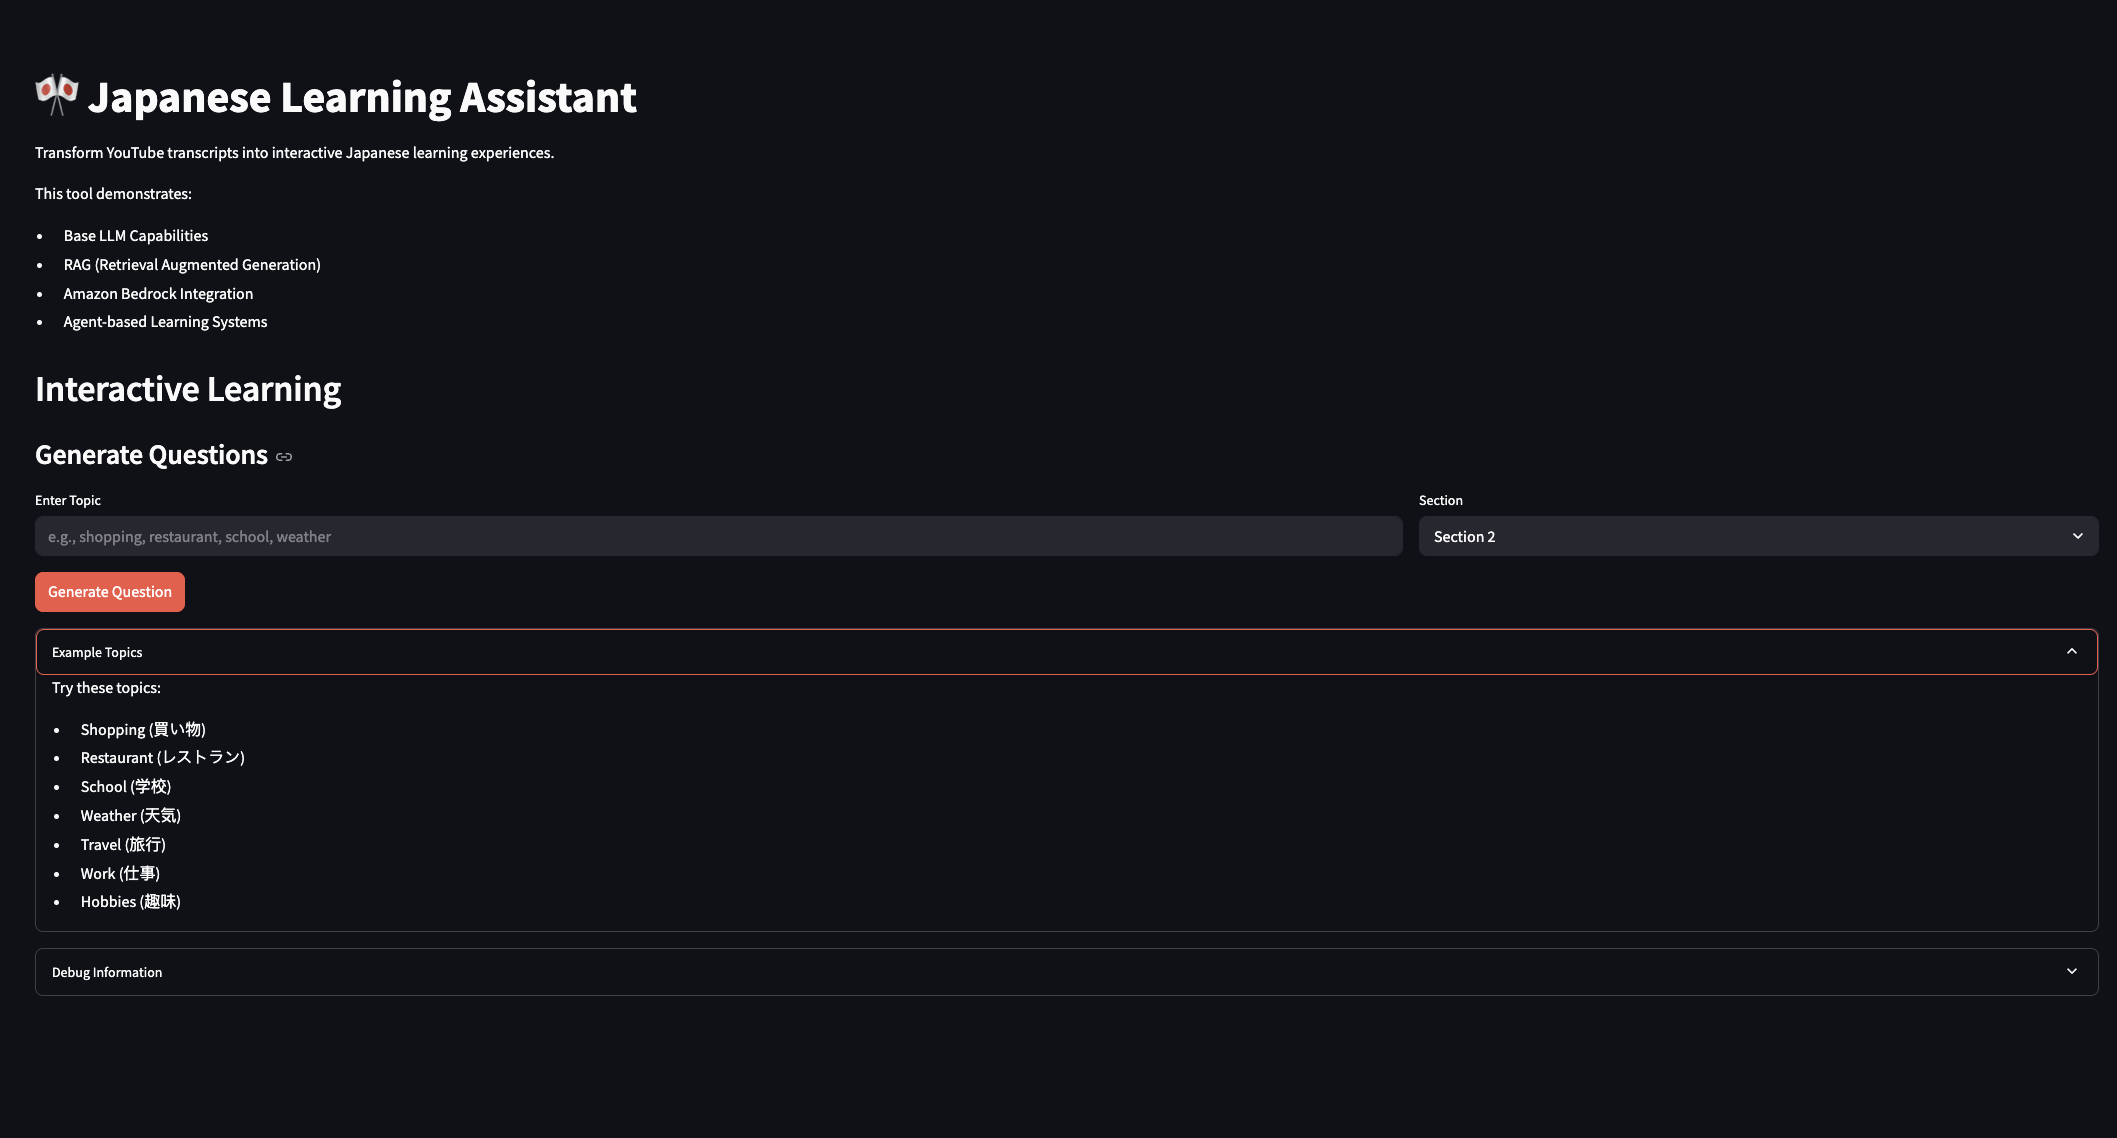 Japanese Learning Assistant
Transform YouTube transcripts into interactive Japanese learning experiences.
This tool demonstrates:
Base LLM Capabilities
RAG (Retrieval Augmented Generation)
Amazon Bedrock Integration
Agent-based Learning Systems
Interactive Learning
Generate Questions
Enter Topic
Section
e.g., shopping, restaurant, school, weather
Section 2
Generate Question
Example Topics
Try these topics:
Shopping (買い物)
Restaurant (レストラン)
School (学校)
Weather (天気)
Travel (旅行)
Work (仕事)
Hobbies (趣味)
Debug Information